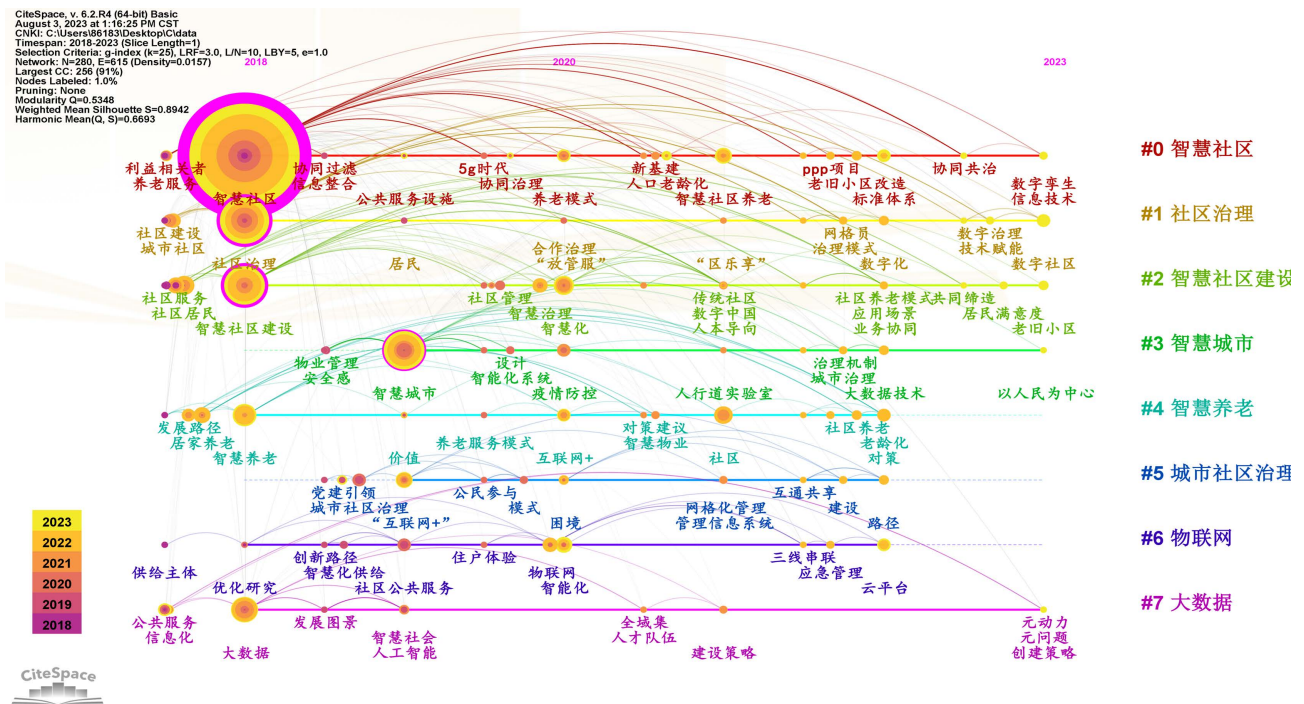 CiteSpace, v. 6.2.R4 (64-bit) Basic
August 3, 2023 at 1:16:25 PM CST
CNKI: C:\Users\86183\Desktop\C\data
Timespan: 2018-2023 (Slice Length=1)
Selection Criteria: g-index (k=25), LRF=3.0, L/N=10, LBY=5, e=1.0
Network: N=280, E=615 (Density=0.0157)
Largest CC: 256 (91%)
Nodes Labeled: 1.0%
Pruning: None
Modularity Q=0.5348
Weighted Mean Silhouette S=0.8942
Harmonic Mean(Q, S)=0.6693
2018
2020
2023
#0 智慧社区
利益相关者
养老服务
智慧社区
协同过滤
信息整合
公共服务设施
5g时代
协同治理
养老模式
新基建
人口老龄化
智慧社区养老
ppp项目
老旧小区改造
标准体系
协同共治
数字孪生
信息技术
#1 社区治理
社区建设
城市社区
社区治理
居民
合作治理
“放管服”
“区乐享”
网格员
治理模式
数字化
数字治理
技术赋能
数字社区
#2 智慧社区建设
社区服务
社区居民
智慧社区建设
社区管理
智慧治理
智慧化
传统社区
数字中国
人本导向
社区养老模式
应用场景
业务协同
共同缔造
居民满意度
老旧小区
#3 智慧城市
物业管理
安全感
智慧城市
设计
智能化系统
疫情防控
人行道实验室
治理机制
城市治理
大数据技术
以人民为中心
#4 智慧养老
发展路径
居家养老
智慧养老
价值
养老服务模式
互联网+
对策建议
智慧物业
社区
社区养老
老龄化
对策
#5 城市社区治理
党建引领
城市社区治理
“互联网+”
公民参与
模式
困境
网格化管理
管理信息系统
互通共享
建设
路径
#6 物联网
供给主体
优化研究
创新路径
智慧化供给
社区公共服务
住户体验
物联网
智能化
三线串联
应急管理
云平台
#7 大数据
公共服务
信息化
大数据
发展图景
智慧社会
人工智能
全域集
人才队伍
建设策略
元动力
元问题
创建策略
2023
2022
2021
2020
2019
2018
CiteSpace